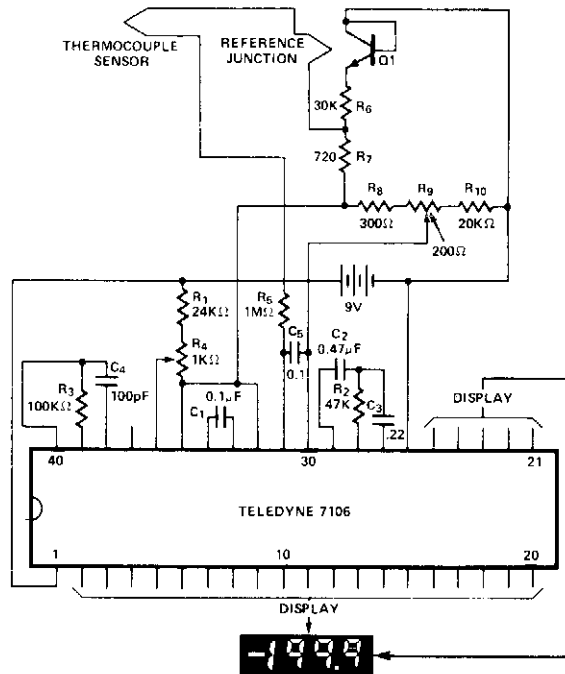 THERMOCOUPLE
SENSOR
REFERENCE
JUNCTION
Q1
30K
R6
720
R7
R8
300Ω
R9
200Ω
R10
20KΩ
9V
R1
24KΩ
R4
1KΩ
R5
1MΩ
C5
0.1
C2
0.47μF
R2
47K
C3
.22
R3
100KΩ
C4
100pF
0.1μF
C1
DISPLAY
40
30
21
TELEDYNE 7106
1
10
20
DISPLAY
-199.9